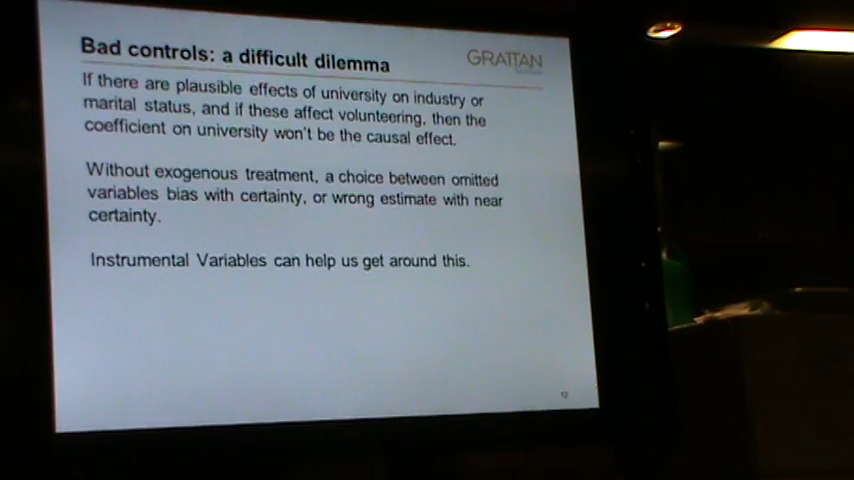 Bad controls: a difficult dilemma
GRATTAN
If there are plausible effects of university on industry or
marital status, and if these affect volunteering, then the
coefficient on university won't be the causal effect.
Without exogenous treatment, a choice between omitted
variables bias with certainty, or wrong estimate with near
certainty.
Instrumental Variables can help us get around this.